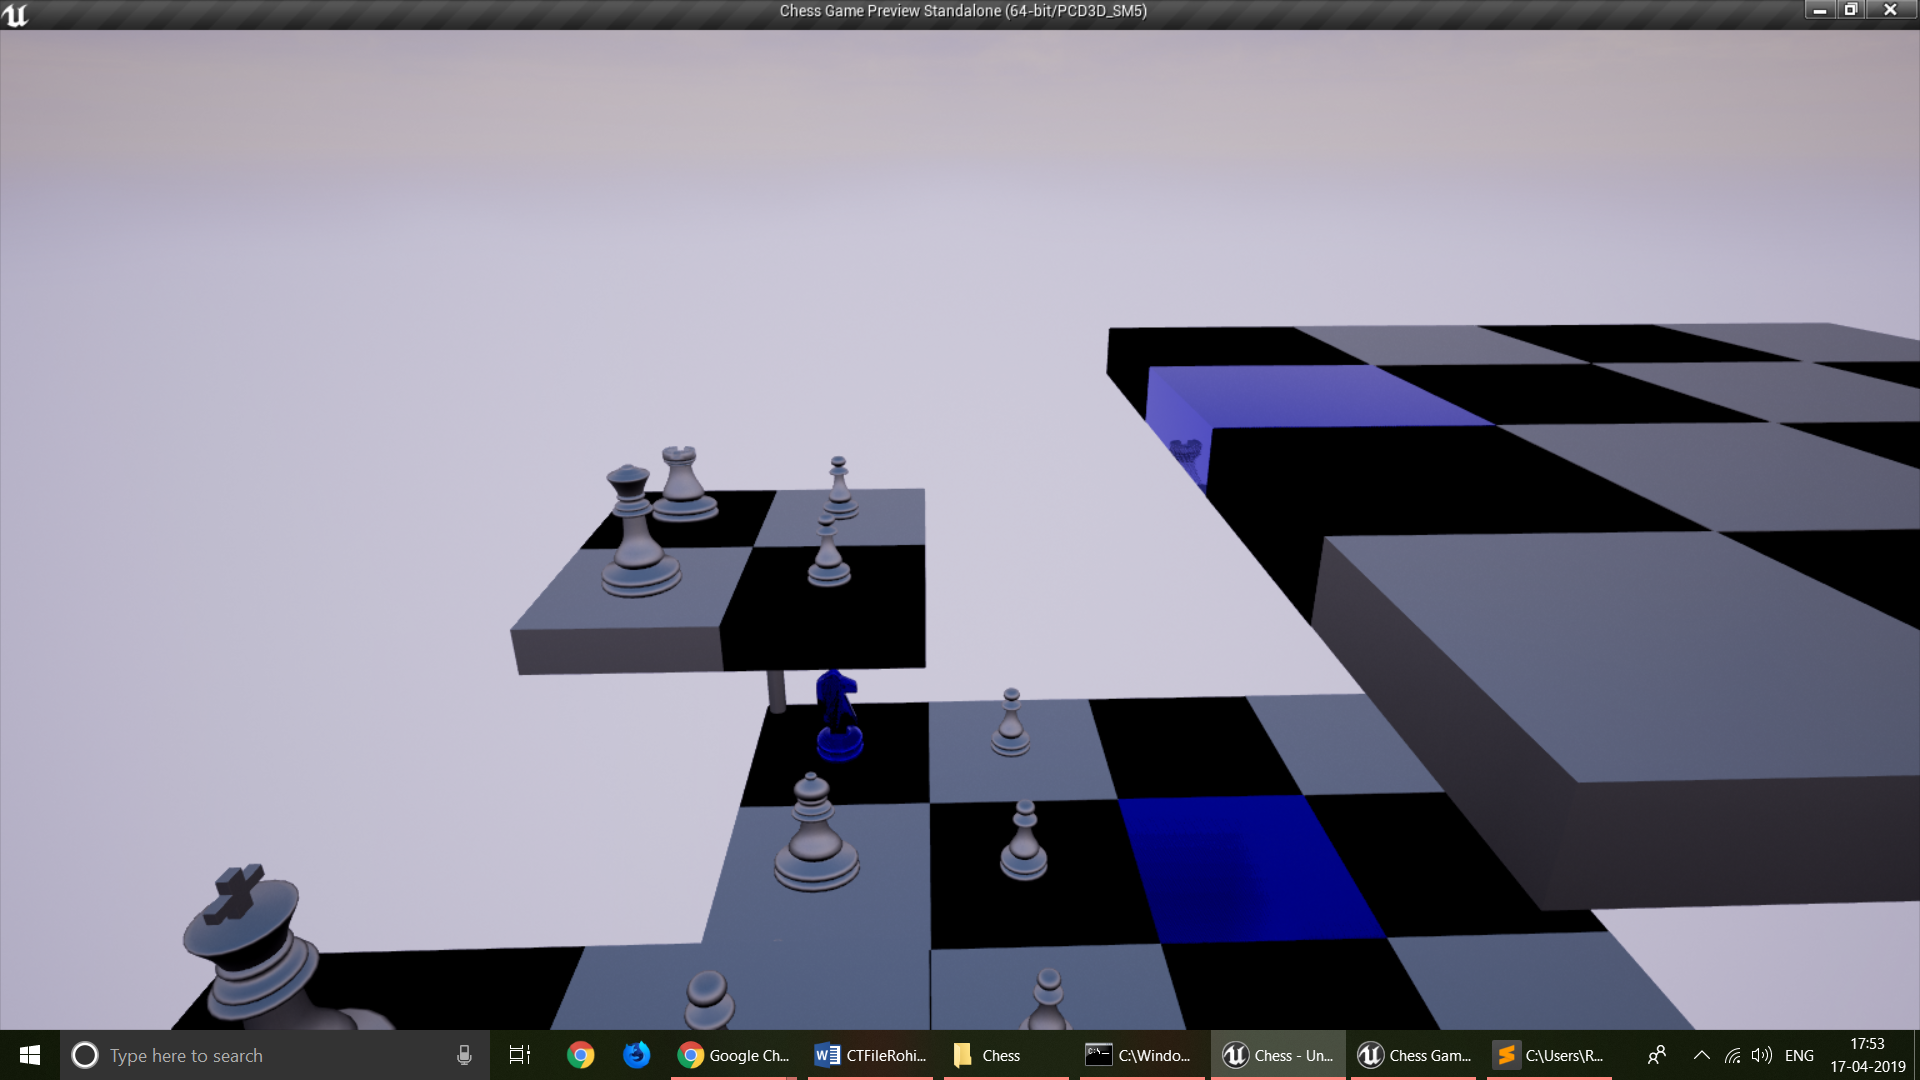 Chess Game Preview Standalone (64-bit/PCD3D_SM5)
Type here to search
Google Ch...
CTFileRohi...
Chess
C:\Windo...
Chess - Un...
Chess Gam...
C:\Users\R...
ENG
17:53
17-04-2019